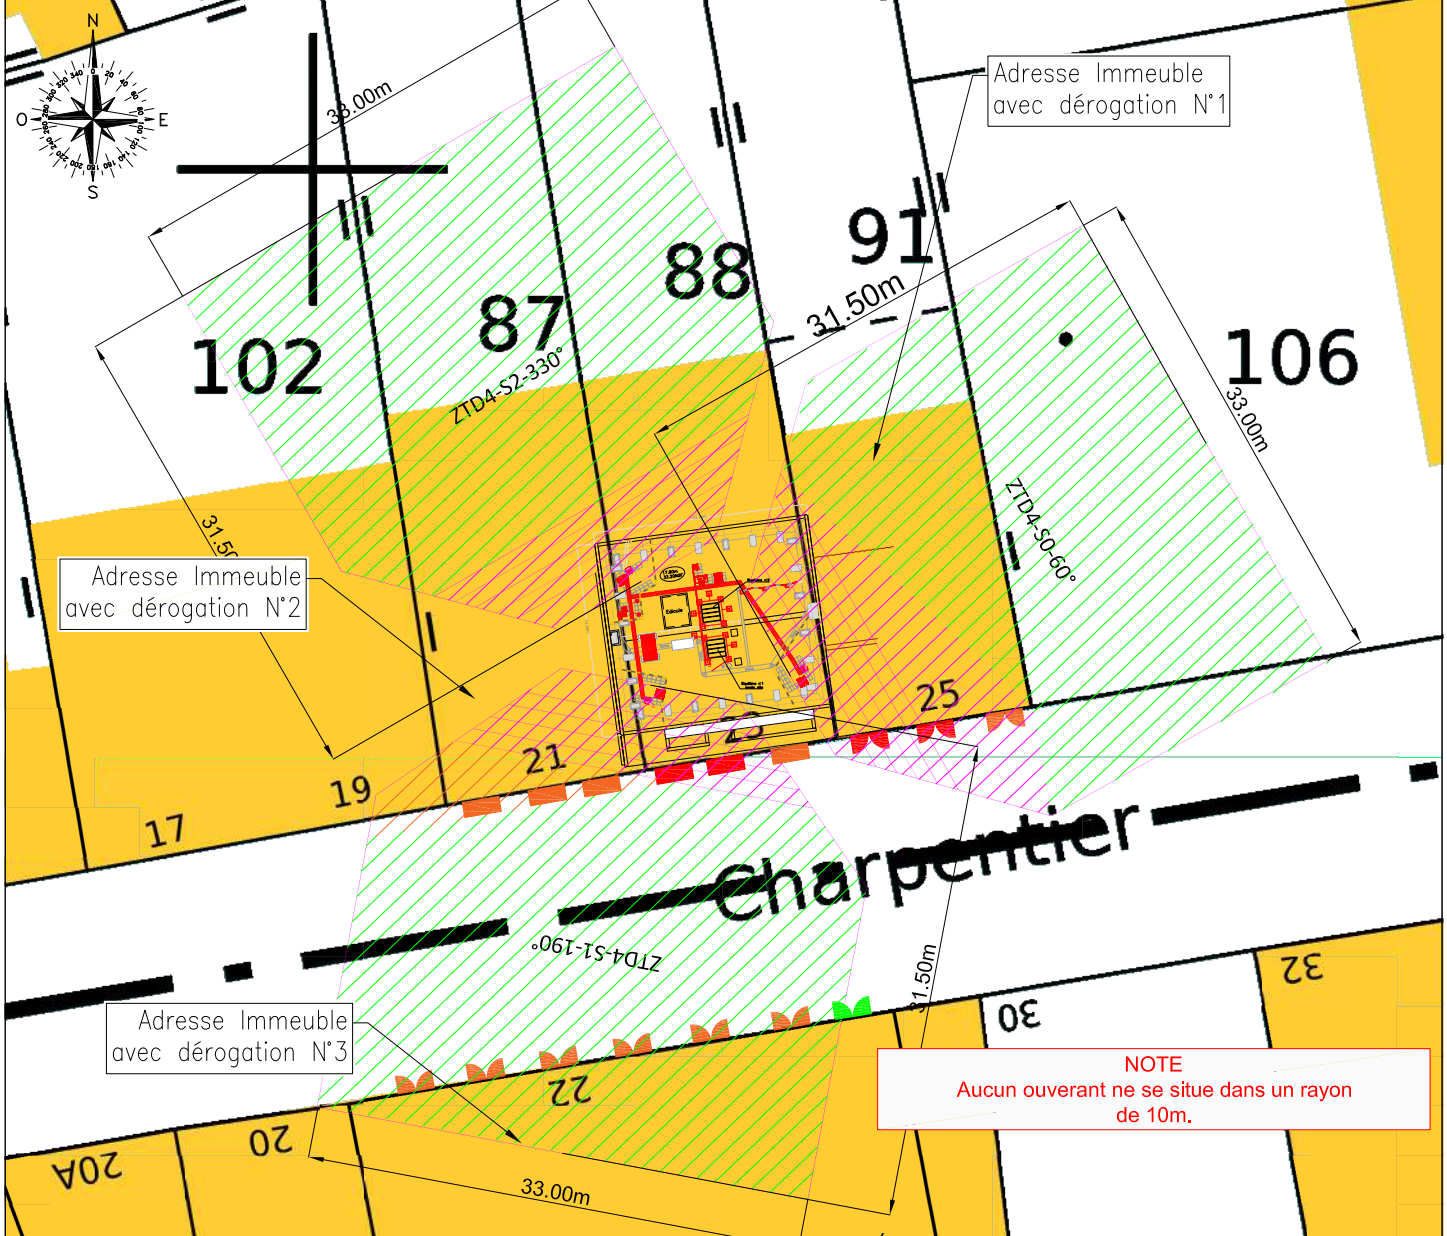 N
O
E
S
33.00m
Adresse Immeuble
avec dérogation N°1
91
88
87
102
106
31.50m
33.00m
ZTD4-S2-330°
ZTD4-S0-60°
31.50
Adresse Immeuble
avec dérogation N°2
Edicule
25
23
21
19
17
Charpentier
ZTD4-S1-190°
31.50m
32
30
Adresse Immeuble
avec dérogation N°3
22
20
20A
NOTE
Aucun ouverant ne se situe dans un rayon
de 10m.
33.00m